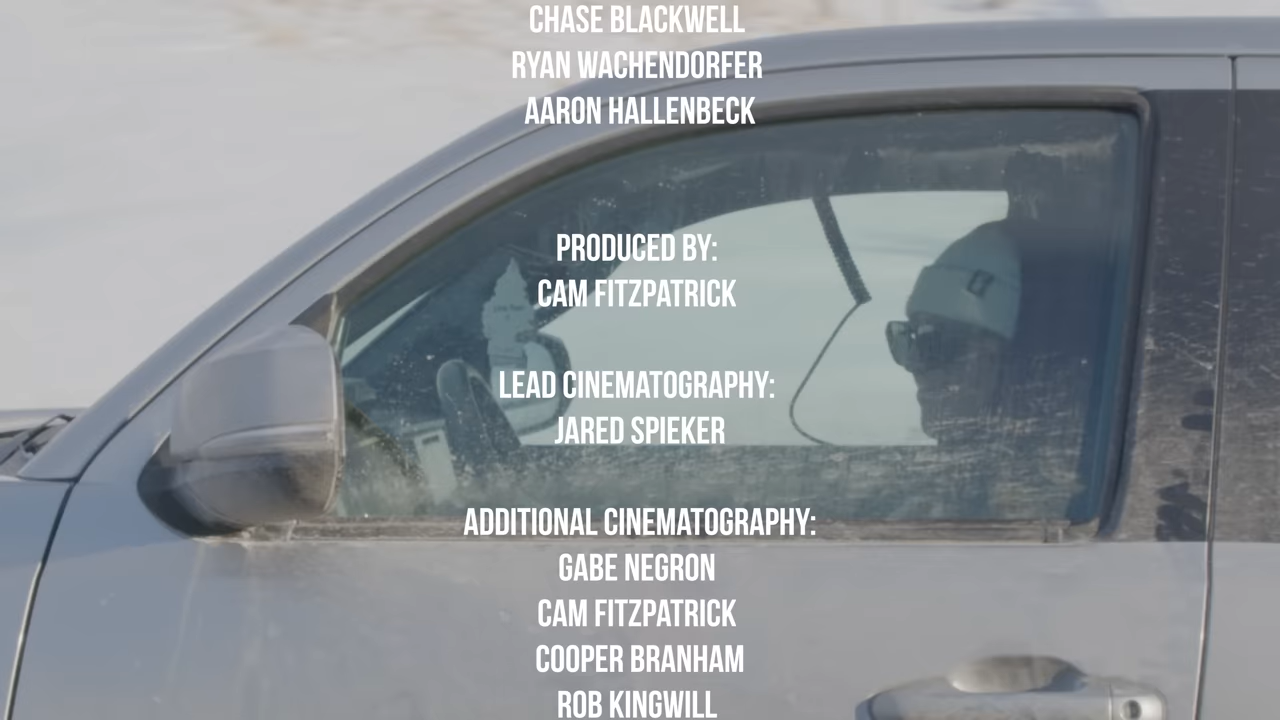 CHASE BLACKWELL
RYAN WACHENDORFER
AARON HALLENBECK
PRODUCED BY:
CAM FITZPATRICK
LEAD CINEMATOGRAPHY:
JARED SPIEKER
ADDITIONAL CINEMATOGRAPHY:
GABE NEGRON
CAM FITZPATRICK
COOPER BRANHAM
ROB KINGWILL